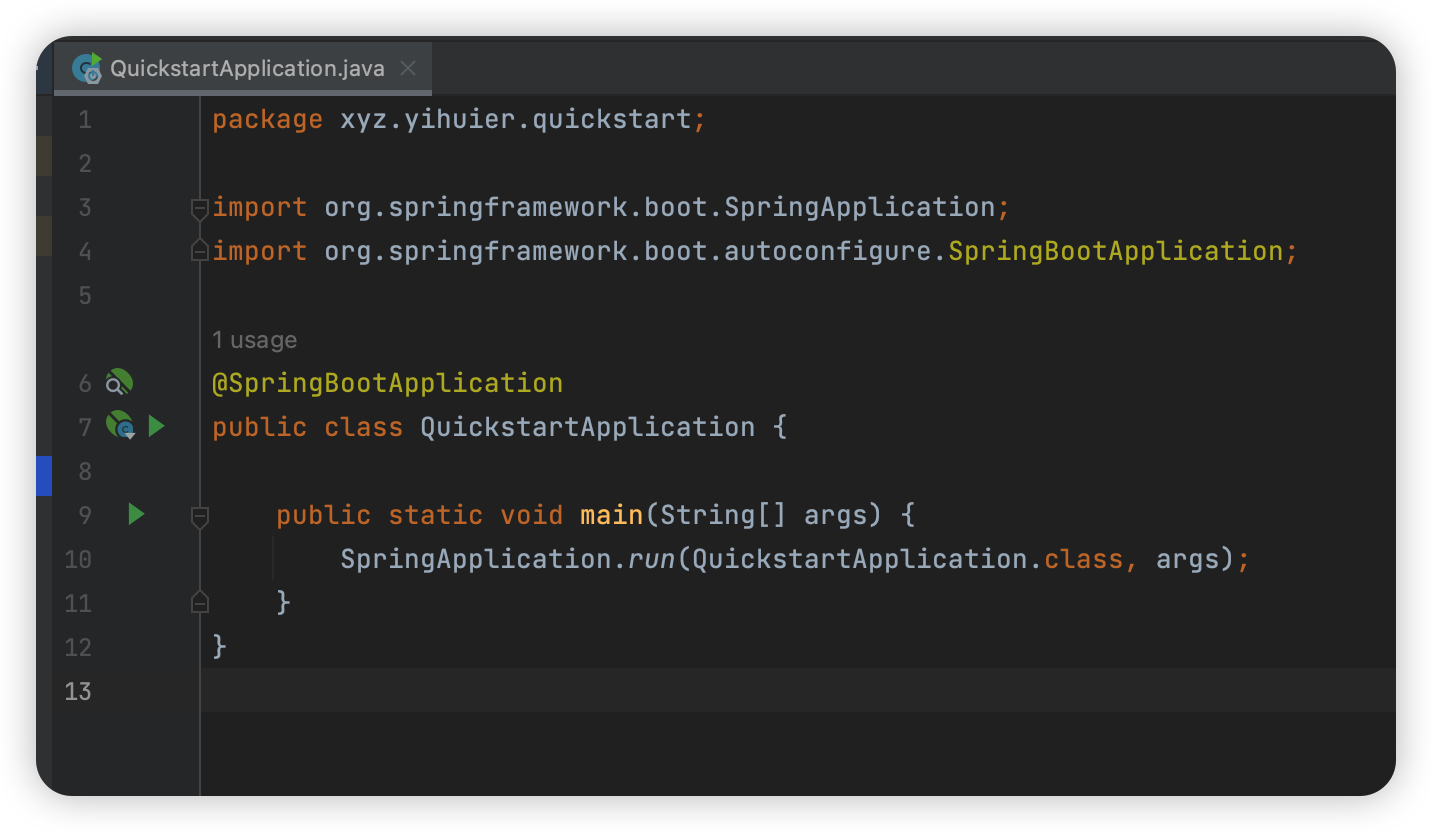 QuickstartApplication.java
1 package xyz.yihuier.quickstart;
2
3 import org.springframework.boot.SpringApplication;
4 import org.springframework.boot.autoconfigure.SpringBootApplication;
5
1 usage
6 @SpringBootApplication
7 public class QuickstartApplication {
8
9     public static void main(String[] args) {
10         SpringApplication.run(QuickstartApplication.class, args);
11     }
12 }
13